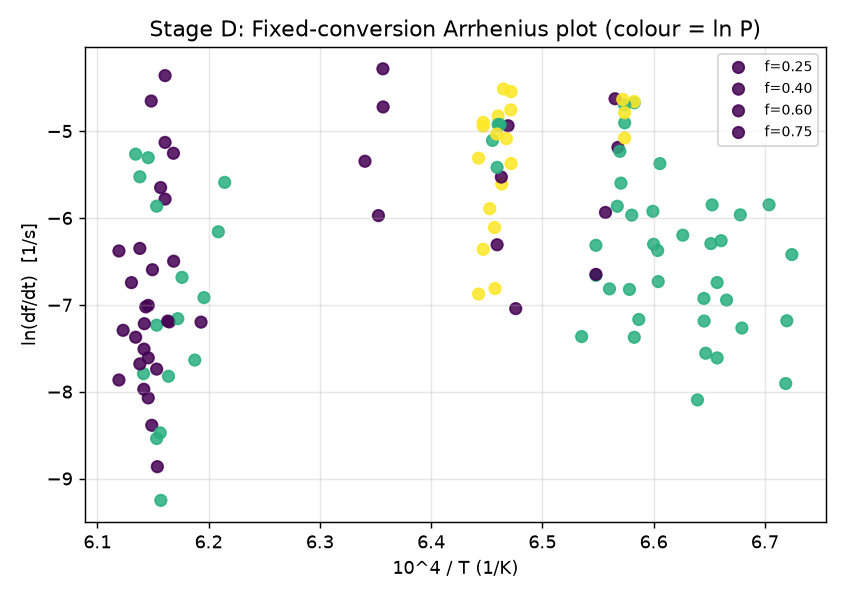 Stage D: Fixed-conversion Arrhenius plot (colour = ln P)
f=0.25
f=0.40
f=0.60
f=0.75
ln(df/dt)  [1/s]
−5
−6
−7
−8
−9
6.1 6.2 6.3 6.4 6.5 6.6 6.7
10^4 / T (1/K)